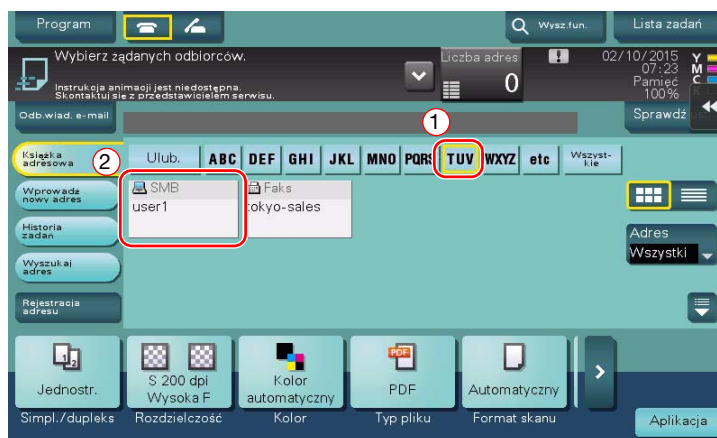 Program
Wysz.fun.
Lista zadań
Wybierz żądanych odbiorców.
Instrukcja animacji jest niedostępna.
Skontaktuj się z przedstawicielem serwisu.
Liczba adres
0
02/10/2015
07:23
Pamięć
100%
Y
M
C
K
Odb.wiad. e-mail
Sprawdź
1
Książka
adresowa
2
Ulub.
ABC
DEF
GHI
JKL
MNO
PQRS
TUV
WXYZ
etc
Wszyst-
kie
Wprowadź
nowy adres
SMB
user1
Faks
tokyo-sales
Historia
zadań
Adres
Wszystki
Wyszukaj
adres
Rejestracja
adresu
1 2
Jednostr.
S 200 dpi
Wysoka F
Kolor
automatyczny
PDF
PDF
Automatyczny
Simpl./dupleks
Rozdzielczość
Kolor
Typ pliku
Format skanu
Aplikacja